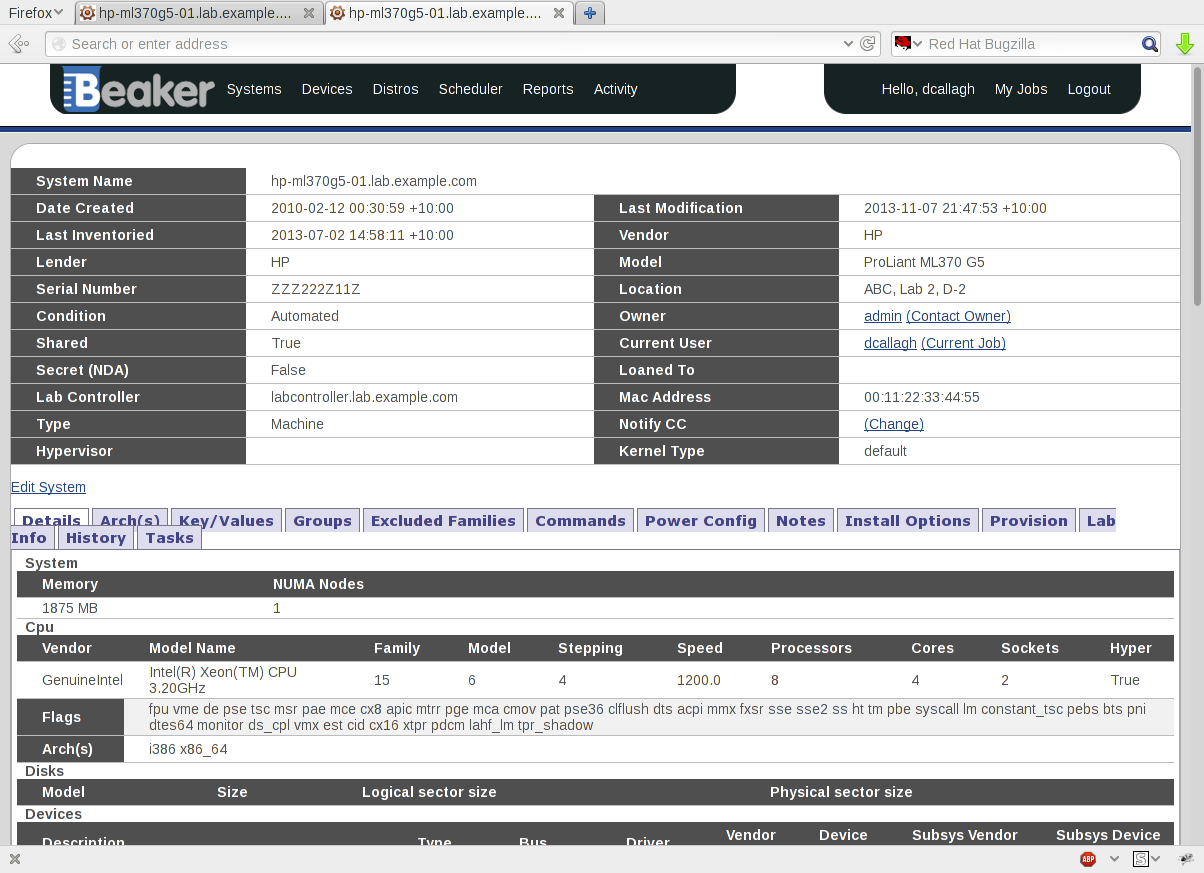 Firefox hp-ml370g5-01.lab.example.... hp-ml370g5-01.lab.example....
Search or enter address Red Hat Bugzilla
Beaker Systems Devices Distros Scheduler Reports Activity Hello, dcallagh My Jobs Logout
System Name hp-ml370g5-01.lab.example.com
Date Created 2010-02-12 00:30:59 +10:00 Last Modification 2013-11-07 21:47:53 +10:00
Last Inventoried 2013-07-02 14:58:11 +10:00 Vendor HP
Lender HP Model ProLiant ML370 G5
Serial Number ZZZ222Z11Z Location ABC, Lab 2, D-2
Condition Automated Owner admin (Contact Owner)
Shared True Current User dcallagh (Current Job)
Secret (NDA) False Loaned To
Lab Controller labcontroller.lab.example.com Mac Address 00:11:22:33:44:55
Type Machine Notify CC (Change)
Hypervisor Kernel Type default
Edit System
Details Arch(s) Key/Values Groups Excluded Families Commands Power Config Notes Install Options Provision Lab
Info History Tasks
System
Memory NUMA Nodes
1875 MB 1
Cpu
Vendor Model Name Family Model Stepping Speed Processors Cores Sockets Hyper
GenuineIntel Intel(R) Xeon(TM) CPU 15 6 4 1200.0 8 4 2 True
3.20GHz
Flags fpu vme de pse tsc msr pae mce cx8 apic mtrr pge mca cmov pat pse36 clflush dts acpi mmx fxsr sse sse2 ss ht tm pbe syscall lm constant_tsc pebs bts pni
dtes64 monitor ds_cpl vmx est cid cx16 xtpr pdcm lahf_lm tpr_shadow
Arch(s) i386 x86_64
Disks
Model Size Logical sector size Physical sector size
Devices
Description Type Bus Driver Vendor Device Subsys Vendor Subsys Device
ABP S